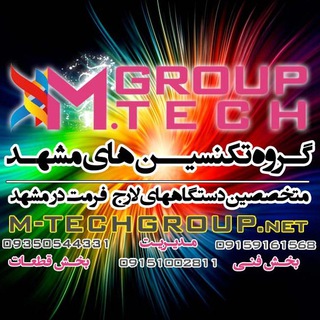 M.TECH GROUP
گروه تکنسین های مشهد
متخصصین دستگاههای لارج فرمت در مشهد
M-TECHGROUP.NET
09350544331 مدیریت 09159161568
بخش قطعات 09151002811 بخش فنی